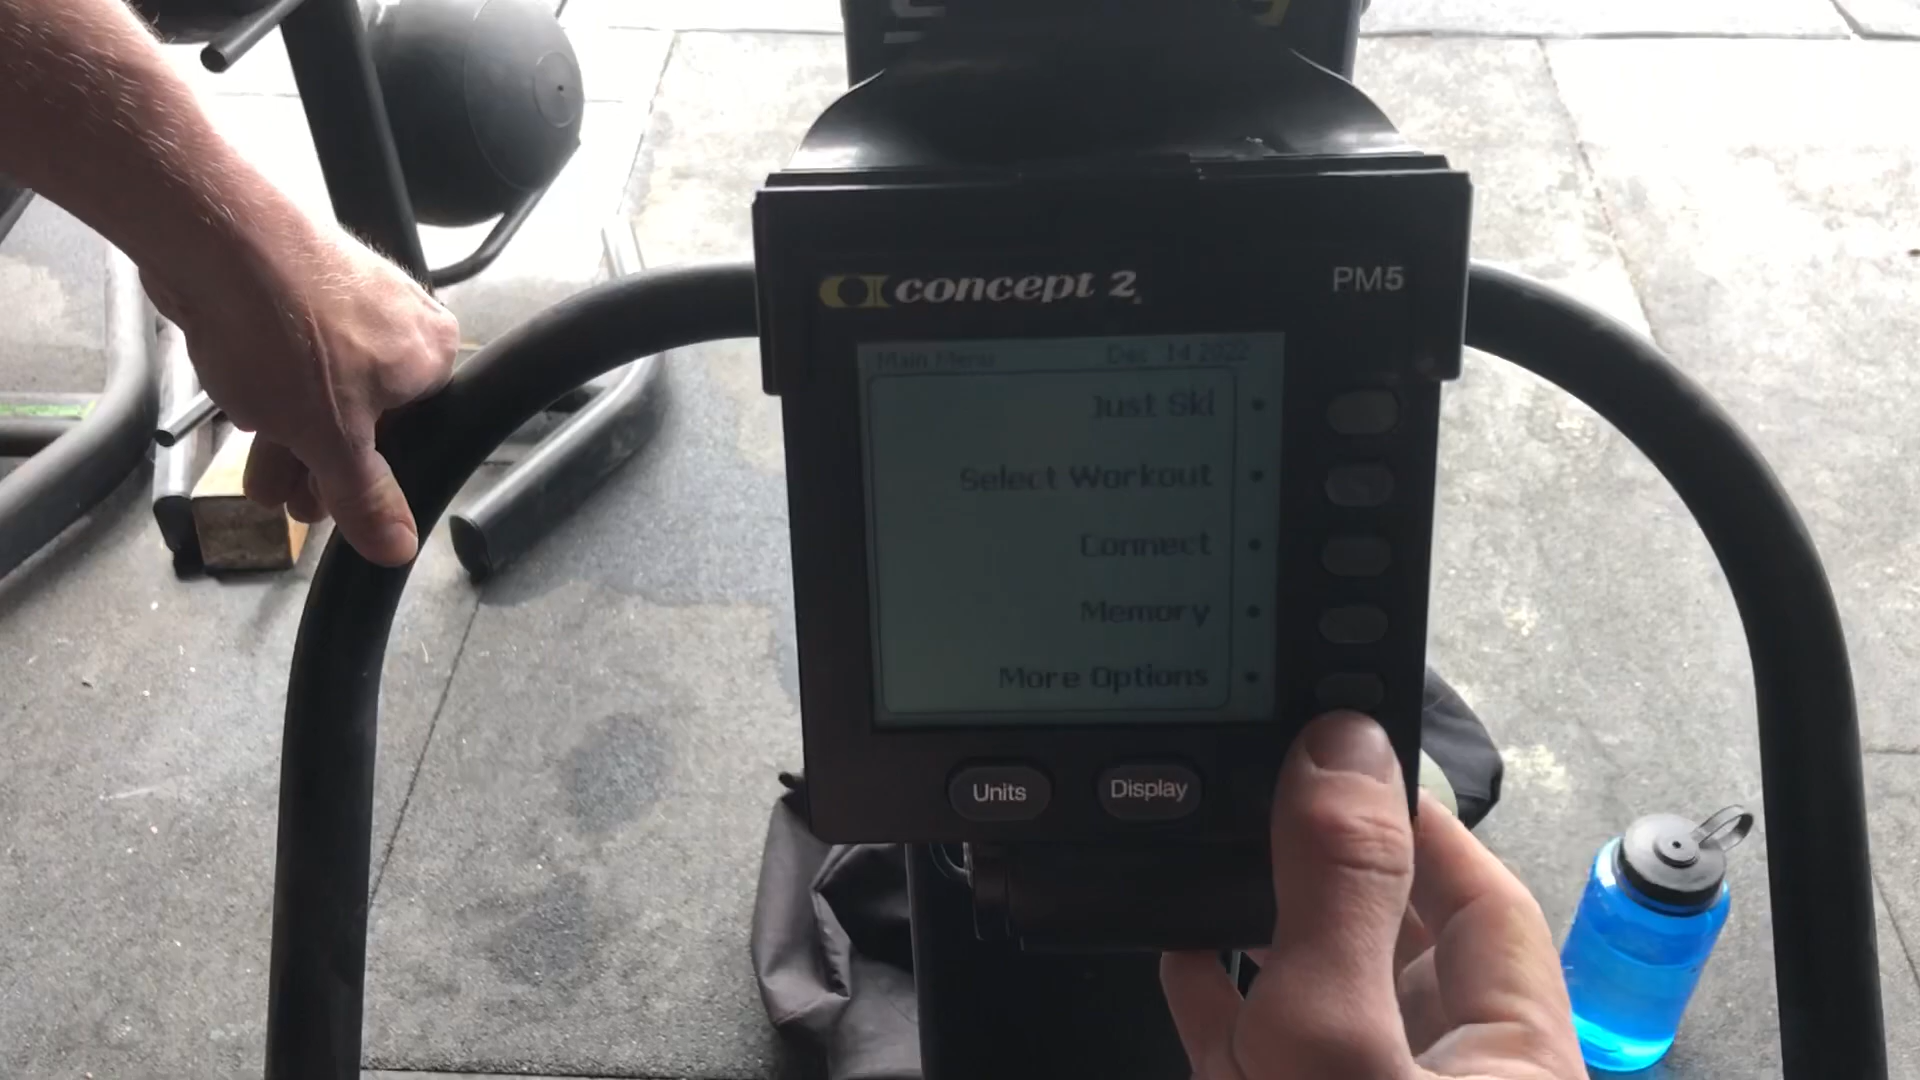 concept 2
PM5
Main Menu Dec 14 2022
Just Ski
Select Workout
Connect
Memory
More Options
Units
Display